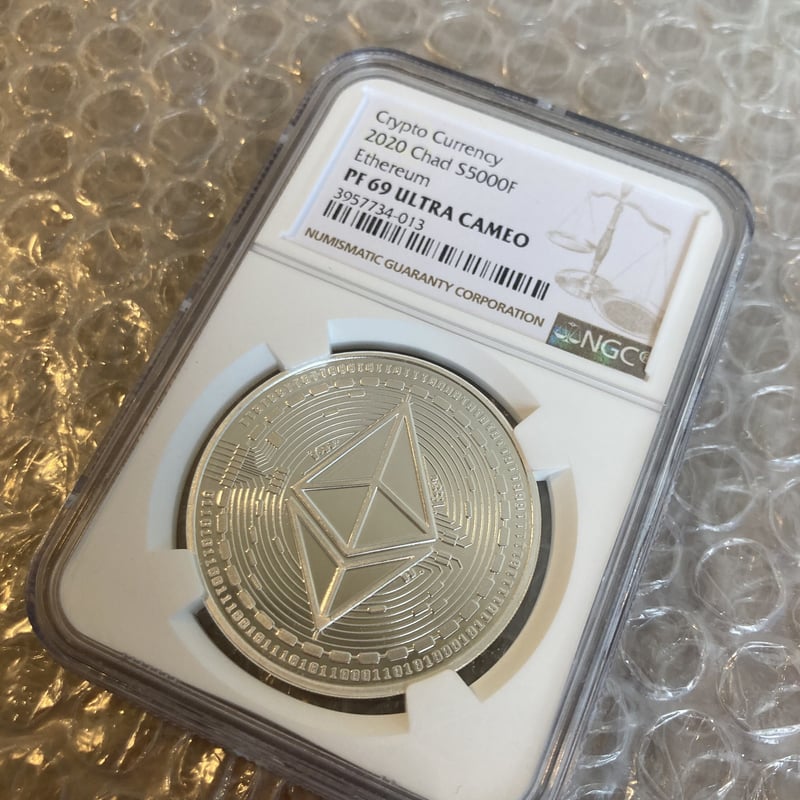 Crypto Currency
2020 Chad S5000F
Ethereum
PF 69 ULTRA CAMEO
3957734-013
NUMISMATIC GUARANTY CORPORATION
NGC